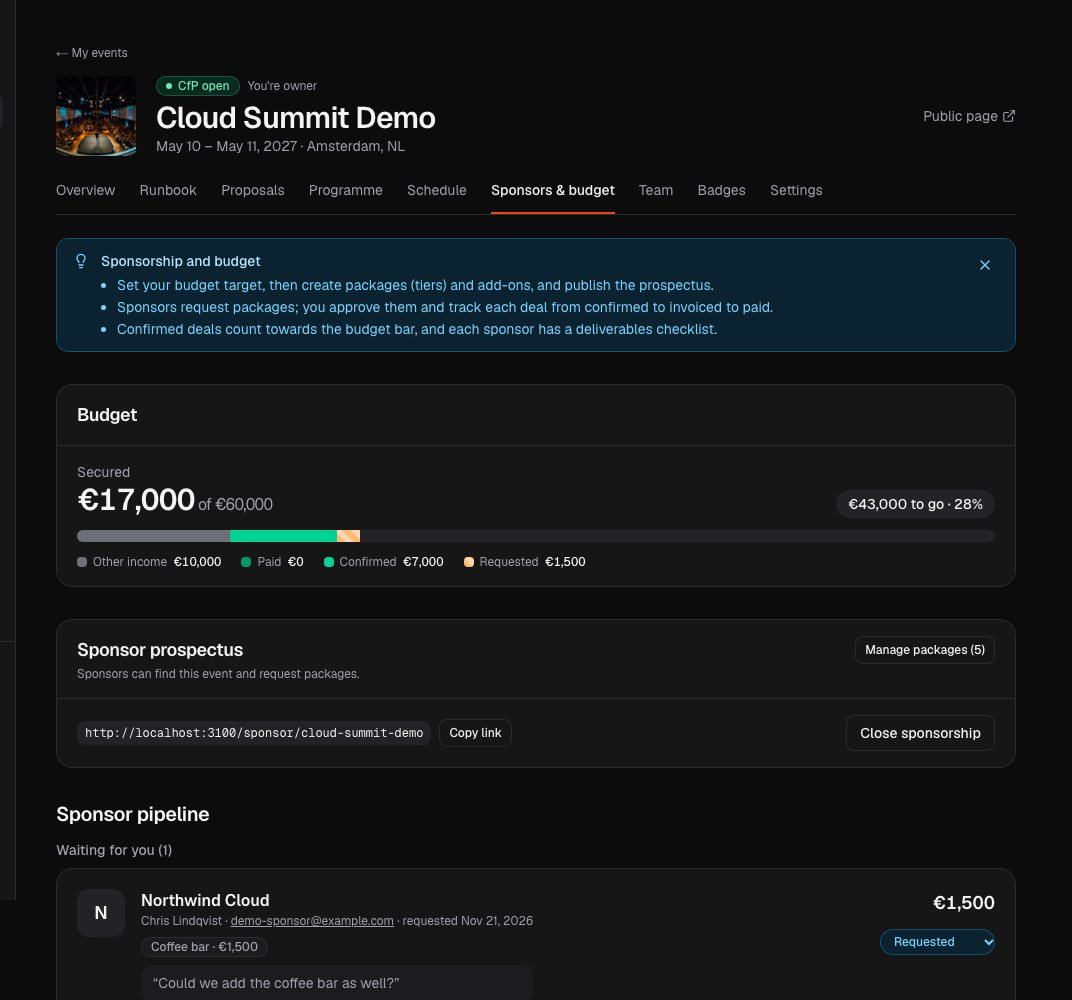 ← My events
CfP open You're owner
Cloud Summit Demo
May 10 – May 11, 2027 · Amsterdam, NL
Public page
Overview Runbook Proposals Programme Schedule Sponsors & budget Team Badges Settings
Sponsorship and budget
• Set your budget target, then create packages (tiers) and add-ons, and publish the prospectus.
• Sponsors request packages; you approve them and track each deal from confirmed to invoiced to paid.
• Confirmed deals count towards the budget bar, and each sponsor has a deliverables checklist.
Budget
Secured
€17,000 of €60,000
€43,000 to go · 28%
Other income €10,000 Paid €0 Confirmed €7,000 Requested €1,500
Sponsor prospectus
Sponsors can find this event and request packages.
Manage packages (5)
http://localhost:3100/sponsor/cloud-summit-demo Copy link Close sponsorship
Sponsor pipeline
Waiting for you (1)
N
Northwind Cloud
Chris Lindqvist · demo-sponsor@example.com · requested Nov 21, 2026
Coffee bar · €1,500
“Could we add the coffee bar as well?”
€1,500
Requested